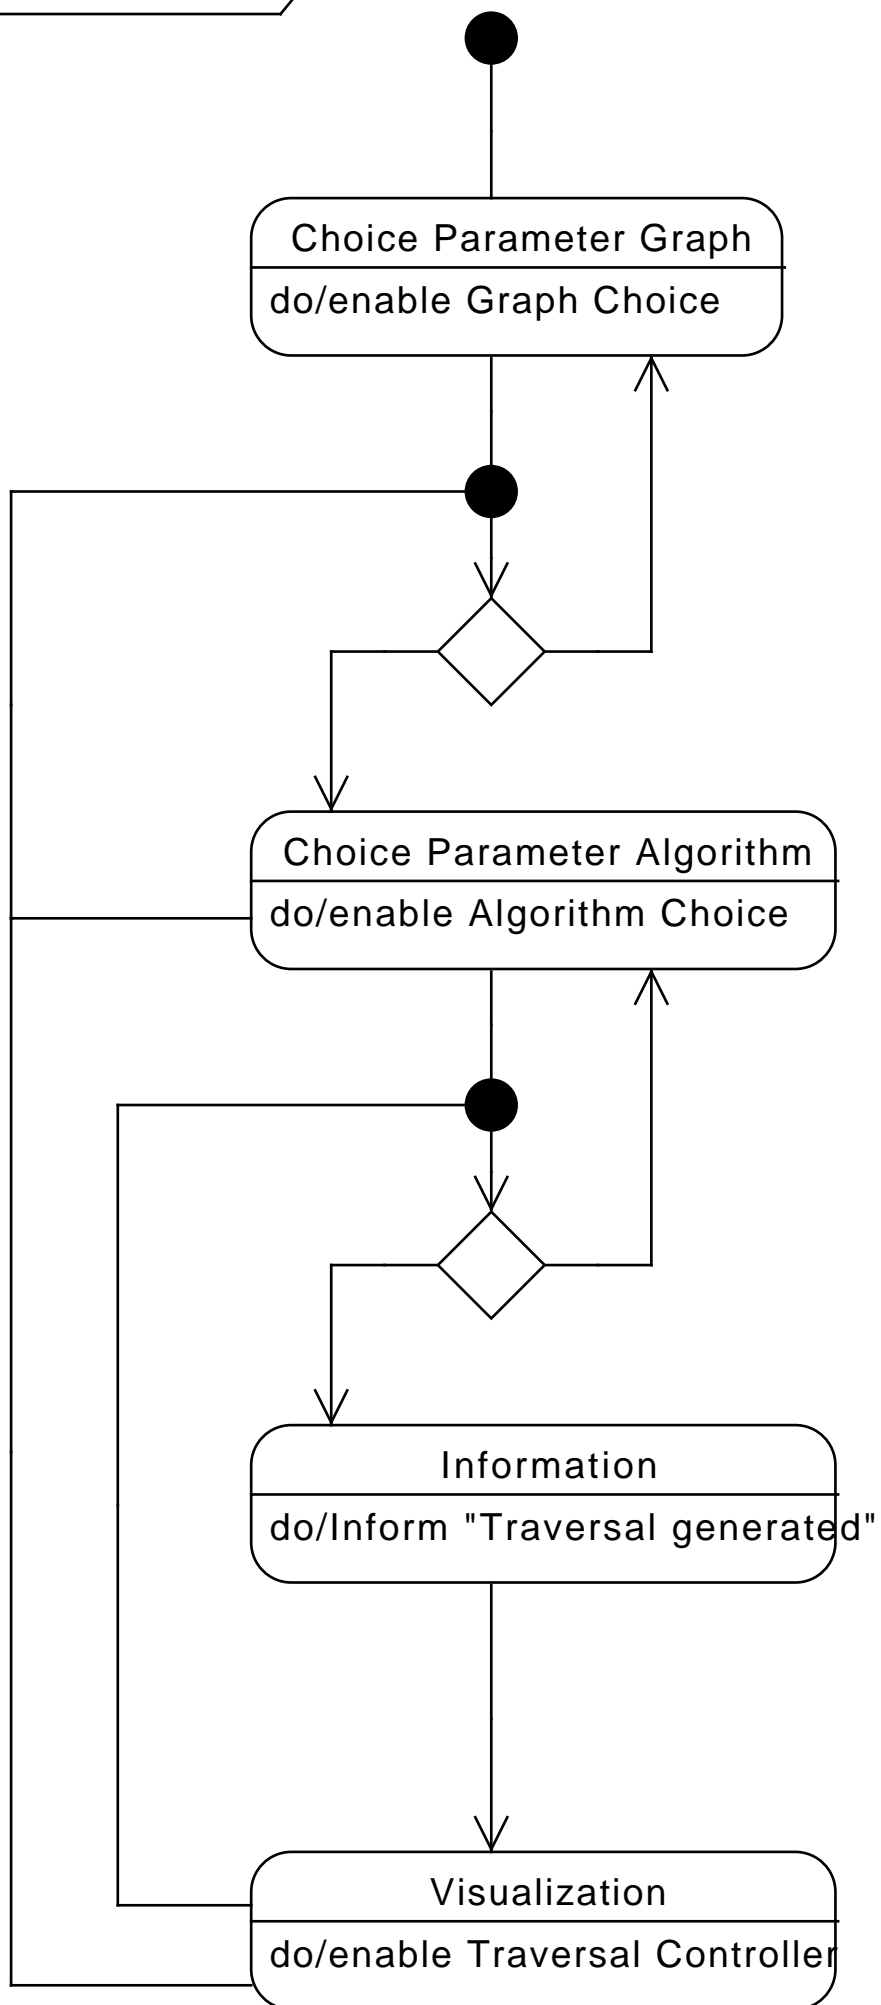 Choice Parameter Graph
do/enable Graph Choice
Choice Parameter Algorithm
do/enable Algorithm Choice
Information
do/Inform "Traversal generated"
Visualization
do/enable Traversal Controller